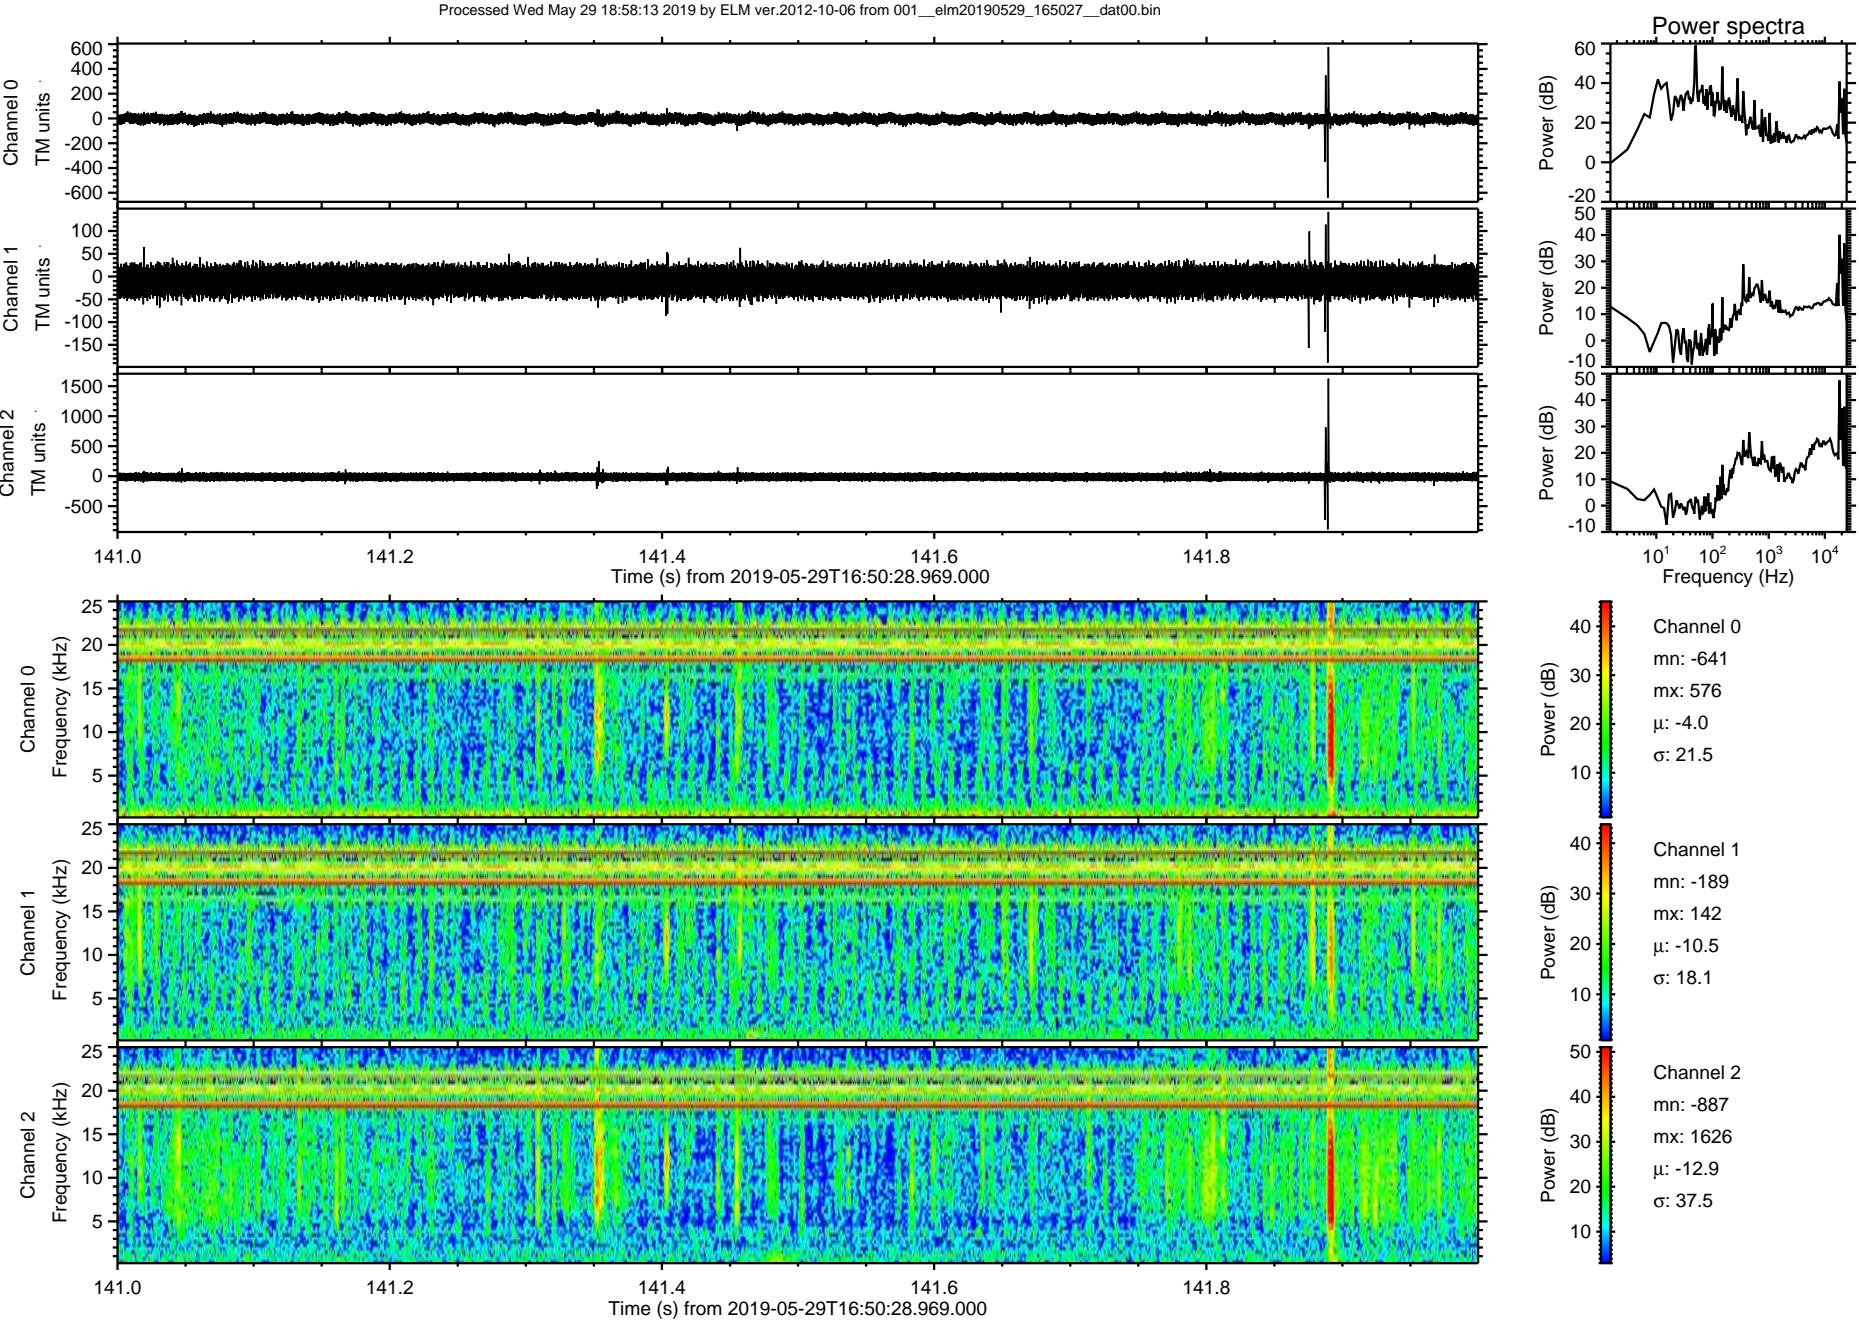 Processed Wed May 29 18:58:13 2019 by ELM ver.2012-10-06 from 001__elm20190529_165027__dat00.bin
Power spectra
Channel 0
TM units
600
400
200
0
-200
-400
-600
Power (dB)
60
40
20
0
-20
Channel 1
TM units
100
50
0
-50
-100
-150
Power (dB)
50
40
30
20
10
0
-10
Channel 2
TM units
1500
1000
500
0
-500
Power (dB)
50
40
30
20
10
0
-10
141.0 141.2 141.4 141.6 141.8
Time (s) from 2019-05-29T16:50:28.969.000
10¹ 10² 10³ 10⁴
Frequency (Hz)
Channel 0
Frequency (kHz)
25
20
15
10
5
Power (dB)
40
30
20
10
Channel 0
mn: -641
mx: 576
μ: -4.0
σ: 21.5
Channel 1
Frequency (kHz)
25
20
15
10
5
Power (dB)
40
30
20
10
Channel 1
mn: -189
mx: 142
μ: -10.5
σ: 18.1
Channel 2
Frequency (kHz)
25
20
15
10
5
Power (dB)
50
40
30
20
10
Channel 2
mn: -887
mx: 1626
μ: -12.9
σ: 37.5
141.0 141.2 141.4 141.6 141.8
Time (s) from 2019-05-29T16:50:28.969.000